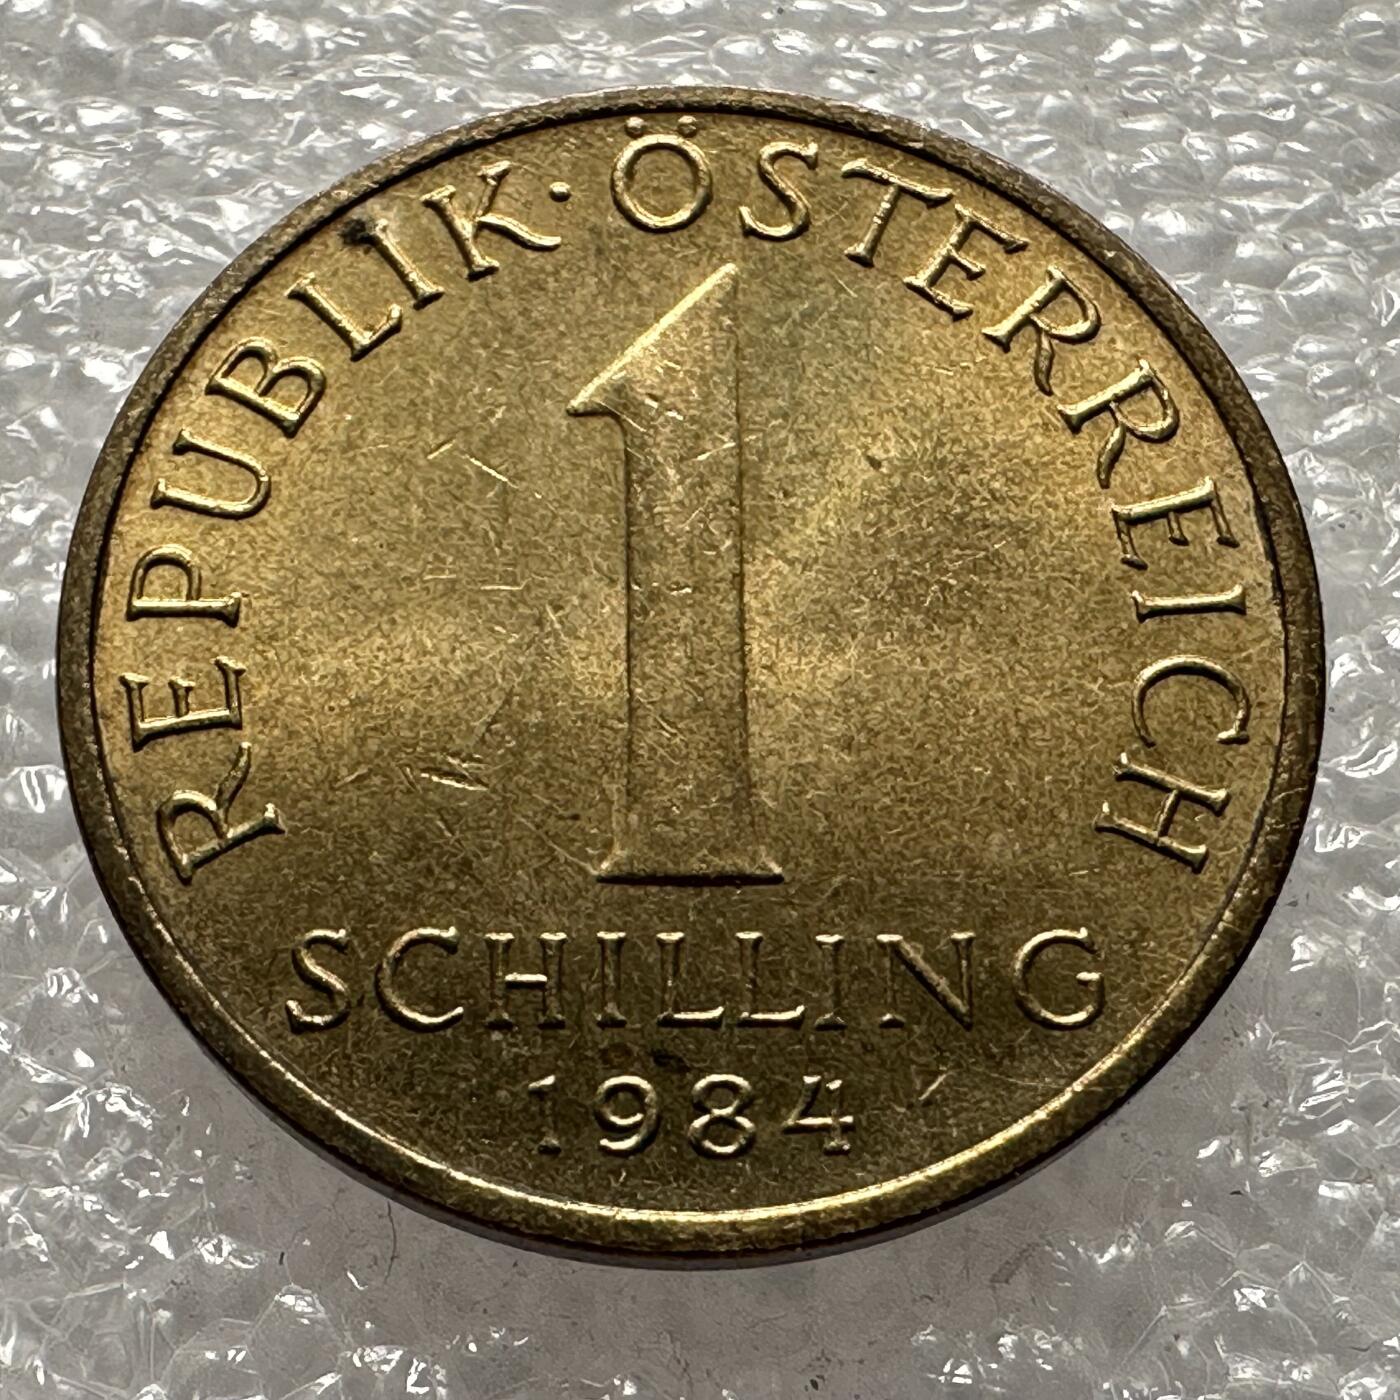 REPUBLIK · ÖSTERREICH
1
SCHILLING
1984